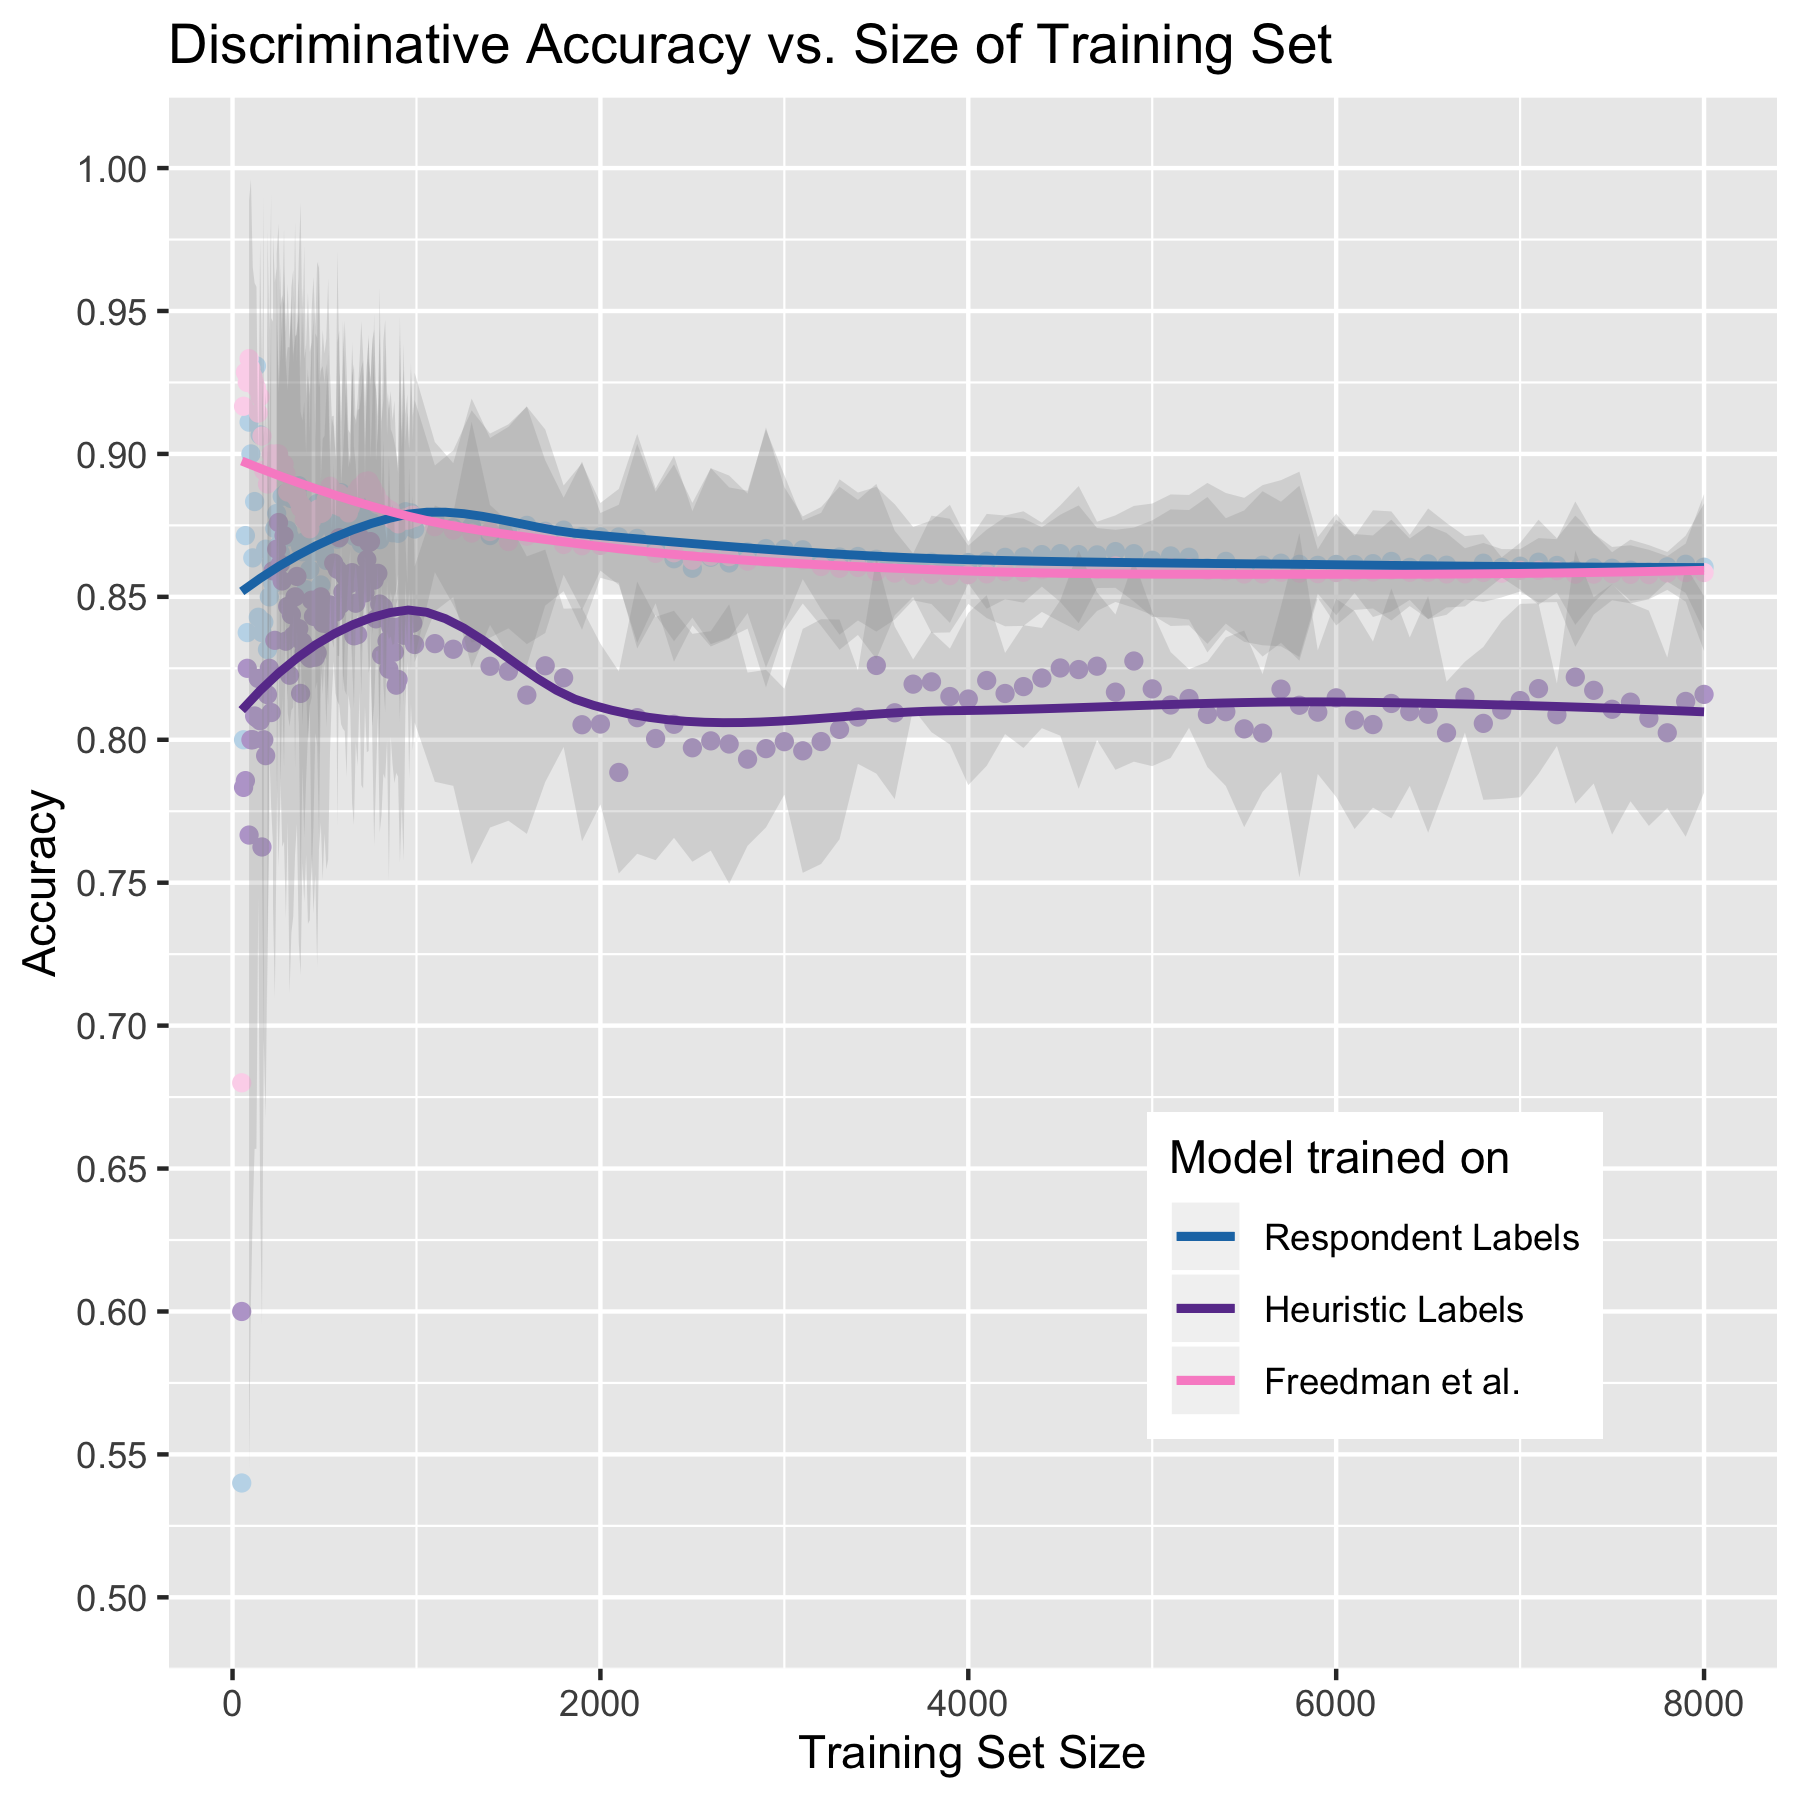 Discriminative Accuracy vs. Size of Training Set
1.00
0.95
0.90
0.85
0.80
0.75
0.70
0.65
0.60
0.55
0.50
Accuracy
Model trained on
Respondent Labels
Heuristic Labels
Freedman et al.
0 2000 4000 6000 8000
Training Set Size